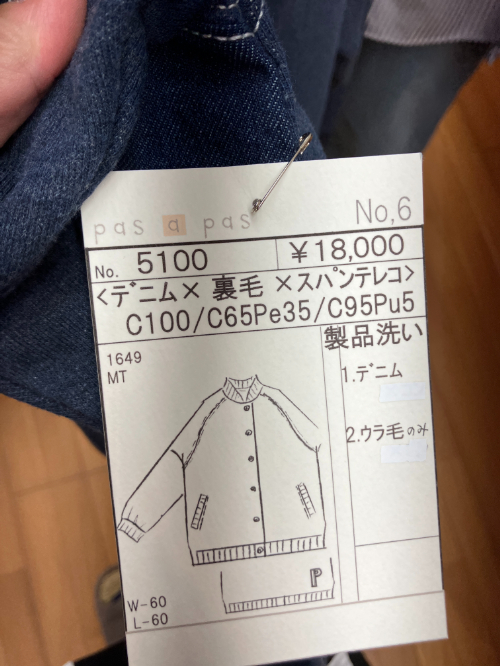 pas a pas
No,6
No. 5100
¥18,000
<デニム× 裏毛 ×スパンテレコ>
C100/C65Pe35/C95Pu5
製品洗い
1649
MT
1.デニム
2.ウラ毛のみ
P
W-60
L-60